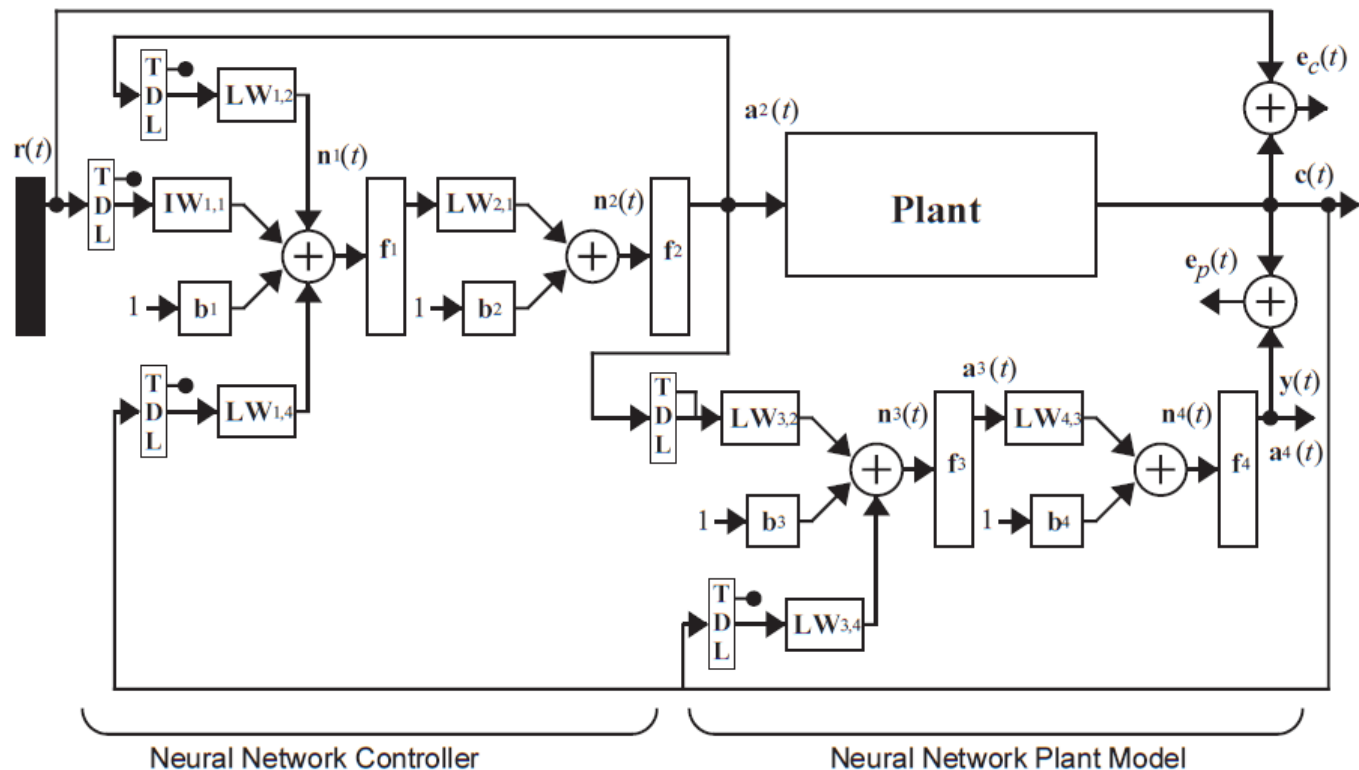 r(t)
T
D
L
LW1,2
n1(t)
T
D
L
IW1,1
1
b1
T
D
L
LW1,4
f1
LW2,1
1
b2
n2(t)
f2
a2(t)
Plant
ec(t)
c(t)
ep(t)
y(t)
a4(t)
T
D
L
LW3,2
1
b3
n3(t)
T
D
L
LW3,4
a3(t)
f3
LW4,3
1
b4
n4(t)
f4
Neural Network Controller
Neural Network Plant Model